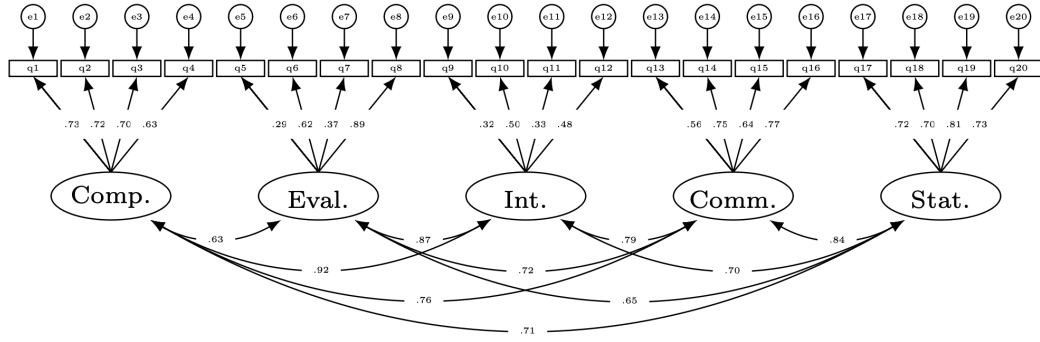 e1 e2 e3 e4 e5 e6 e7 e8 e9 e10 e11 e12 e13 e14 e15 e16 e17 e18 e19 e20
q1 q2 q3 q4 q5 q6 q7 q8 q9 q10 q11 q12 q13 q14 q15 q16 q17 q18 q19 q20
.73 .72 .70 .63 .29 .62 .37 .89 .32 .50 .33 .48 .56 .75 .64 .77 .72 .70 .81 .73
Comp. Eval. Int. Comm. Stat.
.63 .87 .79 .84
.92 .72 .70
.76 .65
.71